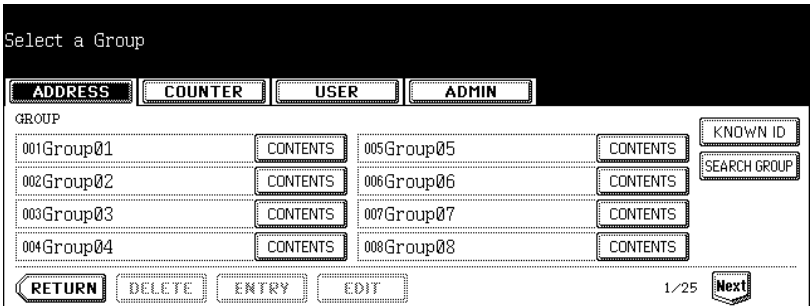 Select a Group
ADDRESS COUNTER USER ADMIN
GROUP
001Group01 CONTENTS 005Group05 CONTENTS KNOWN ID
002Group02 CONTENTS 006Group06 CONTENTS SEARCH GROUP
003Group03 CONTENTS 007Group07 CONTENTS
004Group04 CONTENTS 008Group08 CONTENTS
RETURN DELETE ENTRY EDIT 1/25 Next